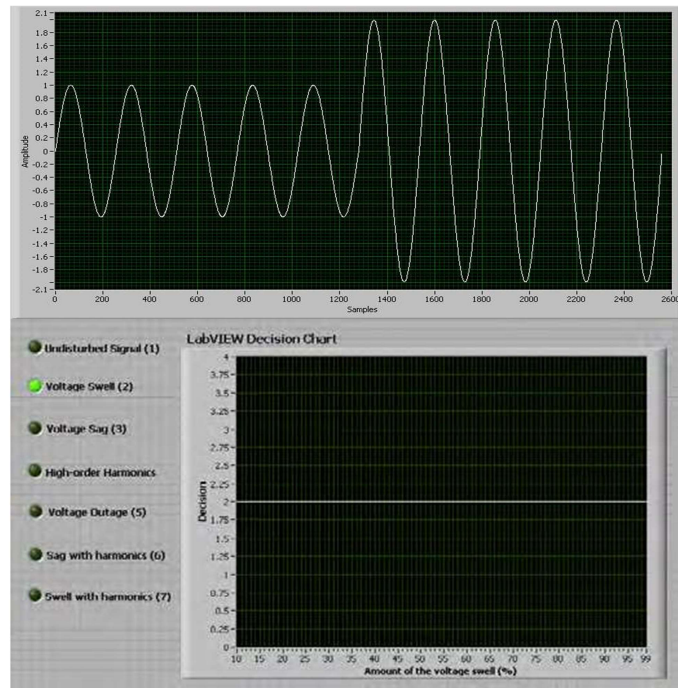 2.1
1.8
1.6
1.4
1.2
1
0.8
0.6
0.4
0.2
0
-0.2
-0.4
-0.6
-0.8
-1
-1.2
-1.4
-1.6
-1.8
-2.1
Amplitude
0 200 400 600 800 1000 1200 1400 1600 1800 2000 2200 2400 2600
Samples
Undisturbed Signal (1)
Voltage Swell (2)
Voltage Sag (3)
High-order Harmonics
Voltage Outage (5)
Sag with harmonics (6)
Swell with harmonics (7)
LabVIEW Decision Chart
4
3.75
3.5
3.25
3
2.75
2.5
2.25
2
1.75
1.5
1.25
1
0.75
0.5
0.25
0
Decision
10 15 20 25 30 35 40 45 50 55 60 65 70 75 80 85 90 95 99
Amount of the voltage swell (%)